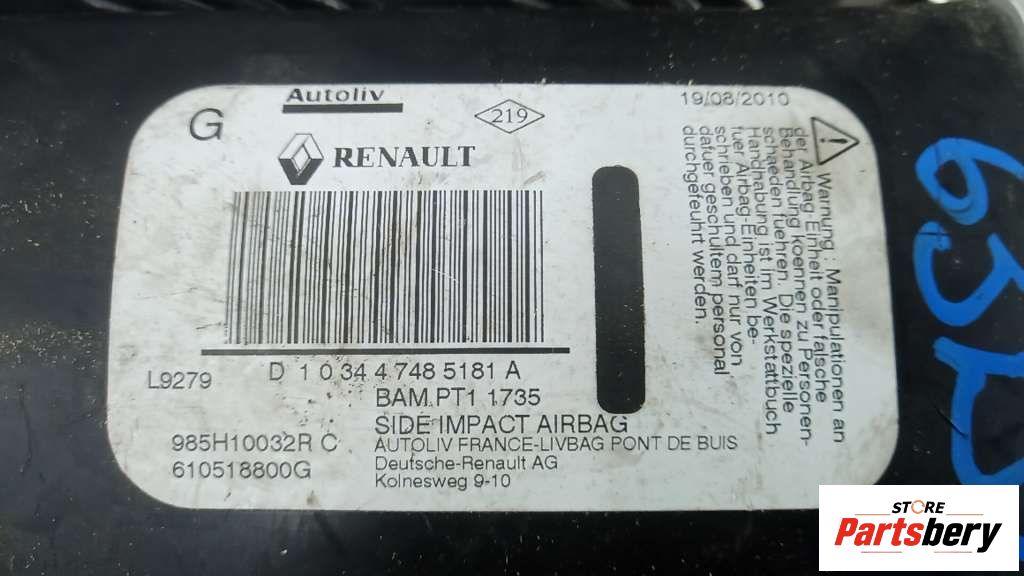 G
Autoliv
219
19/08/2010
RENAULT
L9279
D 1 0 34 4 748 5181 A
BAM.PT1 1.1735
SIDE IMPACT AIRBAG
985H10032R C
AUTOLIV FRANCE-LIVBAG PONT DE BUIS
610518800G
Deutsche-Renault AG
Kolnesweg 9-10
Warnung : Manipulationen an
der Airbag Einheit oder falsche
Behandlung koennen zu Personen-
schaeden fuehren. Die spezielle
Handhabung ist im Werkstattbuch
fuer Airbag-Einheiten be-
schrieben und darf nur von
datuer geschultem personal
durchgefeuhrt werden.
STORE
Partsbery